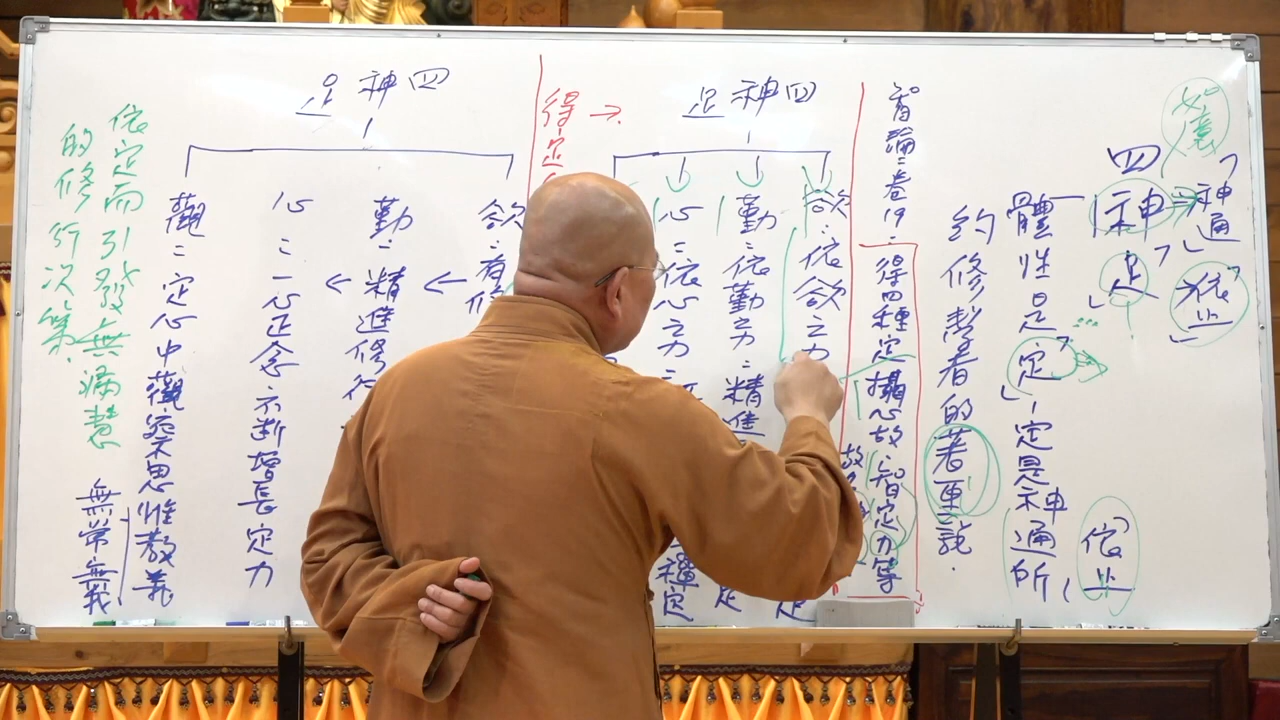 四神足
「神通」
「依止」
體性是「定」
定是神通所
依止
約修學者的著重說
智論:卷19:
得四種定攝心故,智定力等
四神足
欲:依欲之力
勤:依勤之力:精進
心:依心之力:
種定
得定
四神足
欲:有修
勤:精進修行
心:一心正念不斷增長定力
觀:定心中觀察思惟教義
無常無我
依定而引發無漏慧
的修行次第.